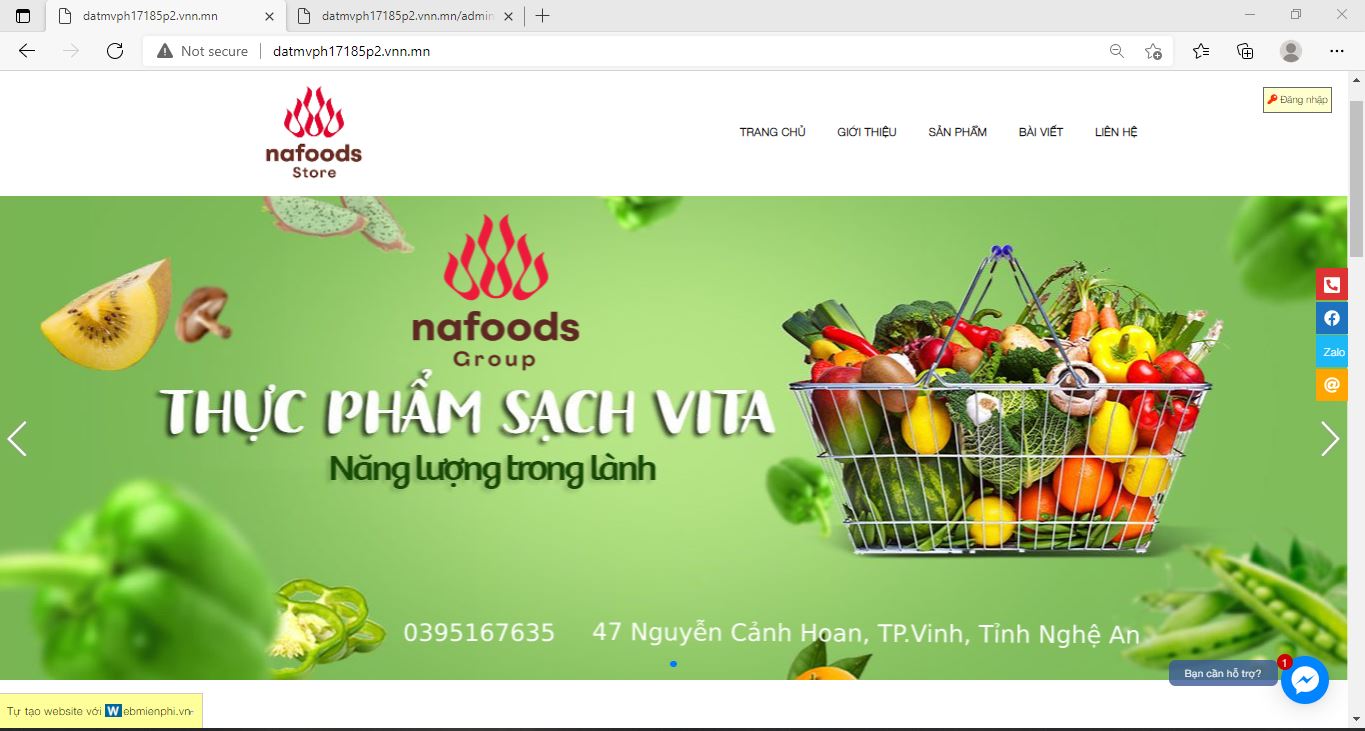 datmvph17185p2.vnn.mn
datmvph17185p2.vnn.mn/admin
Not secure
datmvph17185p2.vnn.mn
nafoods
Store
TRANG CHỦ
GIỚI THIỆU
SẢN PHẨM
BÀI VIẾT
LIÊN HỆ
Đăng nhập
nafoods
Group
THỰC PHẨM SẠCH VITA
Năng lượng trong lành
Zalo
0395167635
47 Nguyễn Cảnh Hoan, TP.Vinh, Tỉnh Nghệ An
Bạn cần hỗ trợ?
1
Tự tạo website với Webmienphi.vn